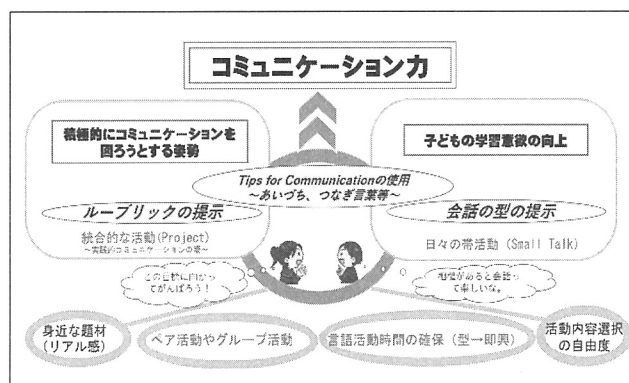 コミュニケーション力
積極的にコミュニケーションを
図ろうとする姿勢
子どもの学習意欲の向上
Tips for Communicationの使用
～あいづち、つなぎ言葉等～
ルーブリックの提示
会話の型の提示
統合的な活動(Project)
～実践的コミュニケーションの場～
日々の帯活動 (Small Talk)
この目標に向かっ
てがんばろう！
があると会話っ
て楽しいな。
身近な題材
(リアル感)
ペア活動やグループ活動
言語活動時間の確保（型→即興）
活動内容選択
の自由度